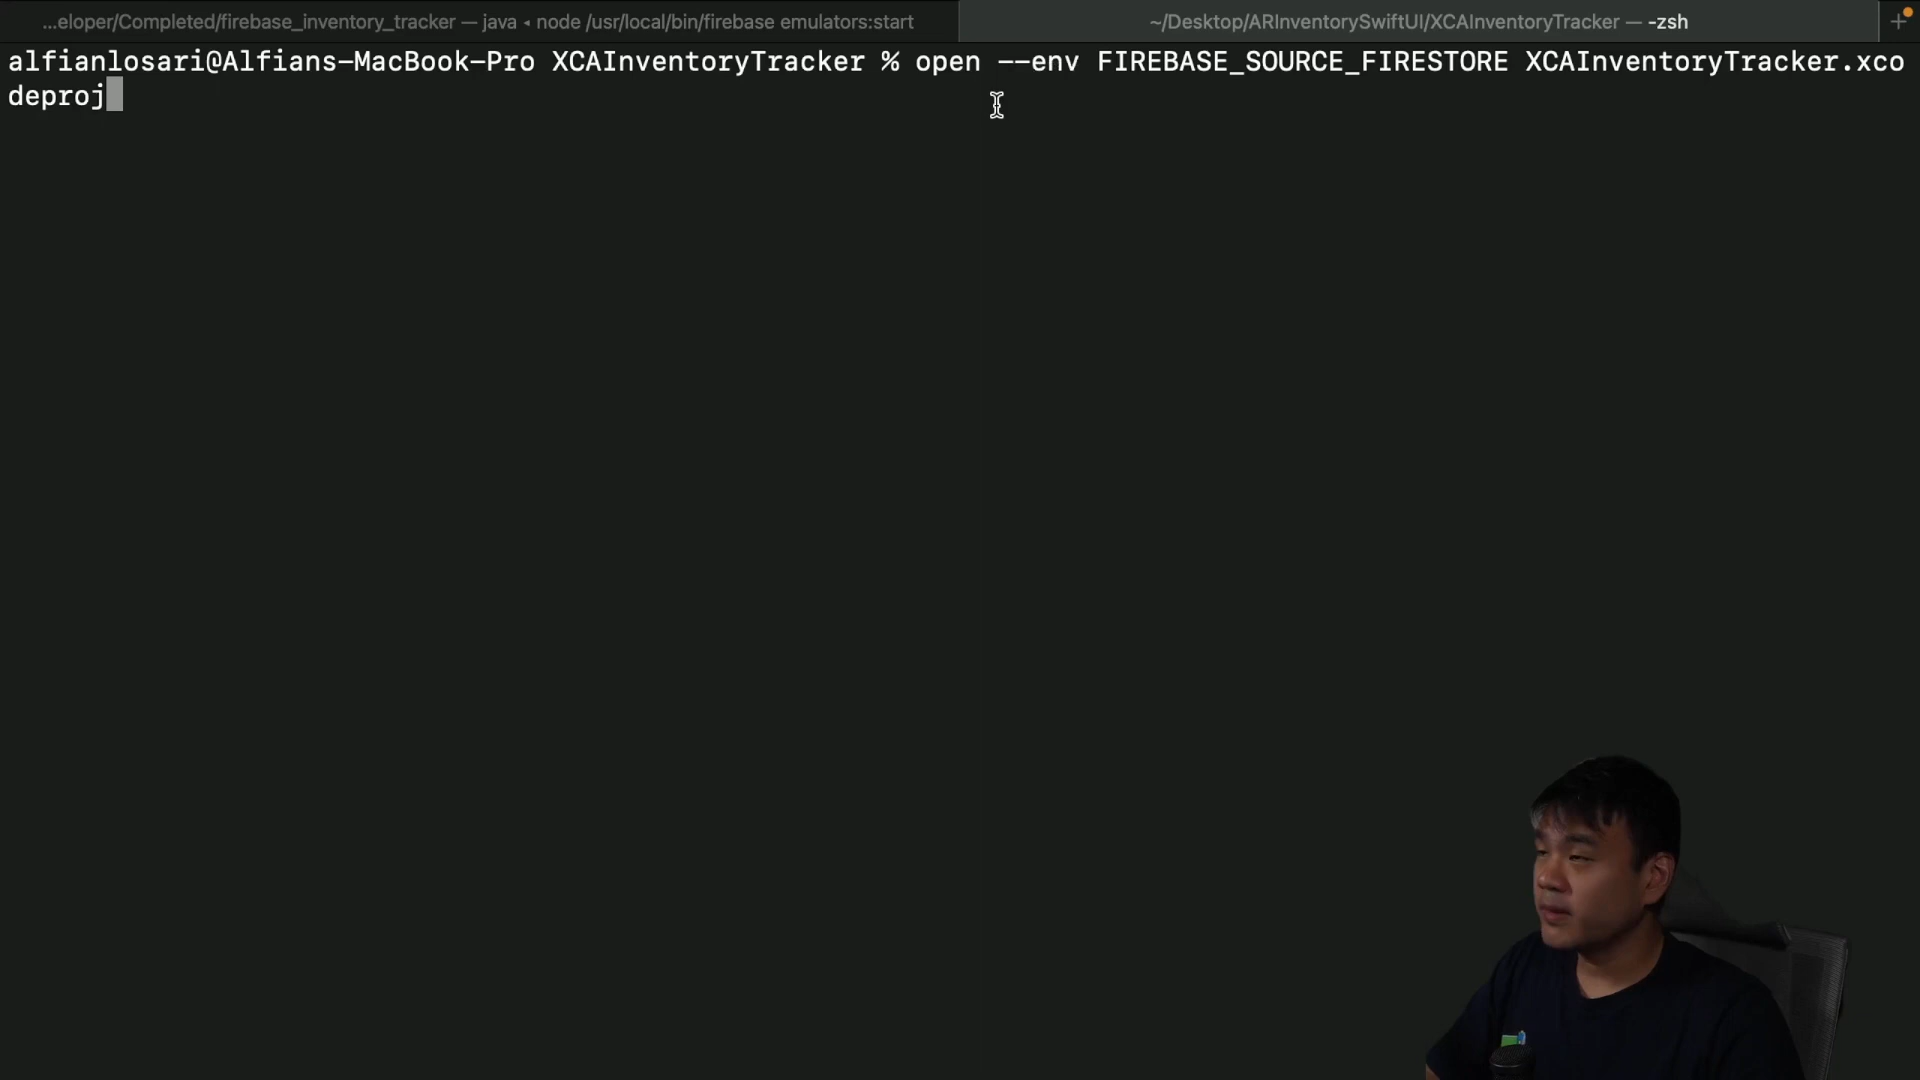 ...eloper/Completed/firebase_inventory_tracker — java ◂ node /usr/local/bin/firebase emulators:start
~/Desktop/ARInventorySwiftUI/XCAInventoryTracker — -zsh
alfianlosari@Alfians-MacBook-Pro XCAInventoryTracker % open --env FIREBASE_SOURCE_FIRESTORE XCAInventoryTracker.xco
deproj